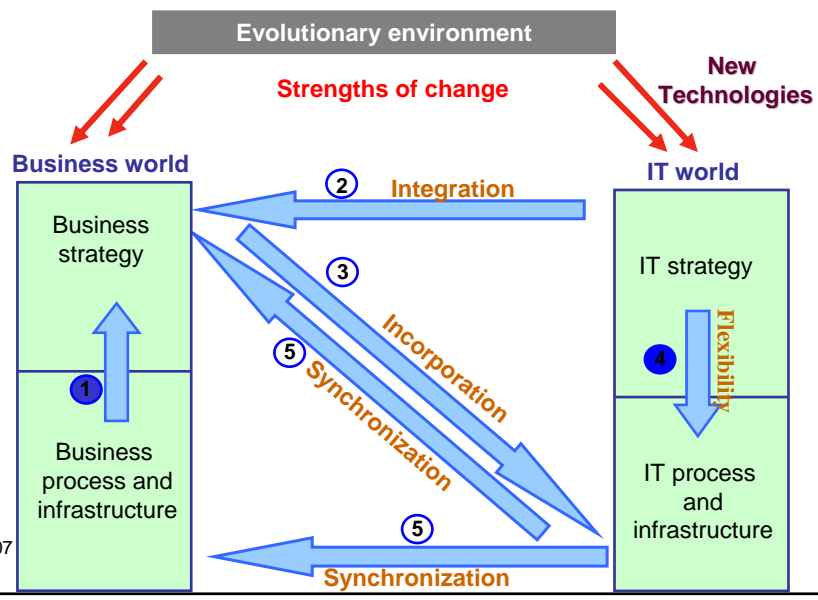 Evolutionary environment
Strengths of change
New
Technologies
Business world
IT world
2
Integration
Business
strategy
3
IT strategy
Incorporation
Flexibility
5
Synchronization
4
1
Business
process and
infrastructure
IT process
and
infrastructure
5
07
Synchronization